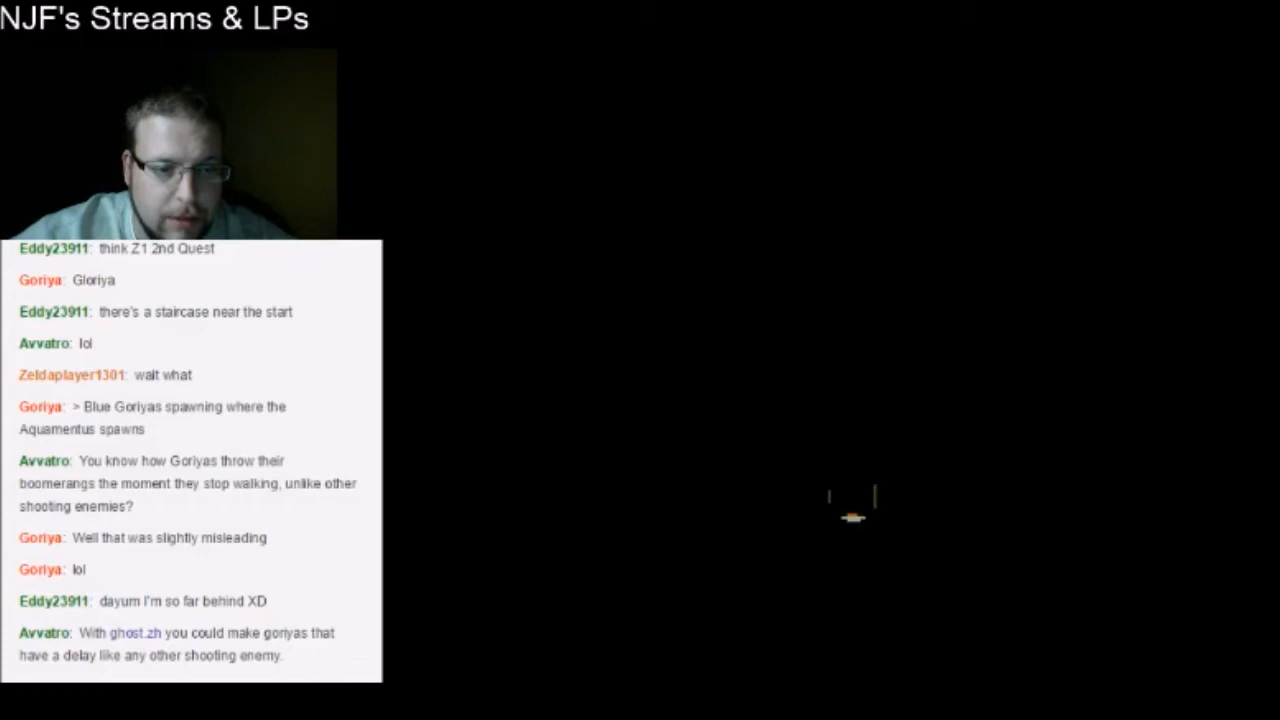 NJF's Streams & LPs
Eddy23911: think Z1 2nd Quest
Goriya: Gloriya
Eddy23911: there's a staircase near the start
Avvatro: lol
Zeldaplayer1301: wait what
Goriya: > Blue Goriyas spawning where the
Aquamentus spawns
Avvatro: You know how Goriyas throw their
boomerangs the moment they stop walking, unlike other
shooting enemies?
Goriya: Well that was slightly misleading
Goriya: lol
Eddy23911: dayum I'm so far behind XD
Avvatro: With ghost.zh you could make goriyas that
have a delay like any other shooting enemy.